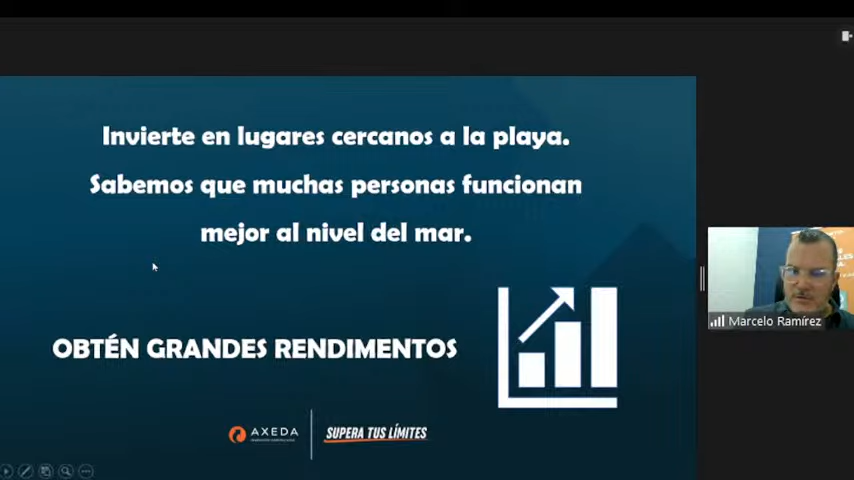 Invierte en lugares cercanos a la playa.
Sabemos que muchas personas funcionan
mejor al nivel del mar.
OBTÉN GRANDES RENDIMENTOS
AXEDA
SUPERA TUS LÍMITES
Marcelo Ramírez